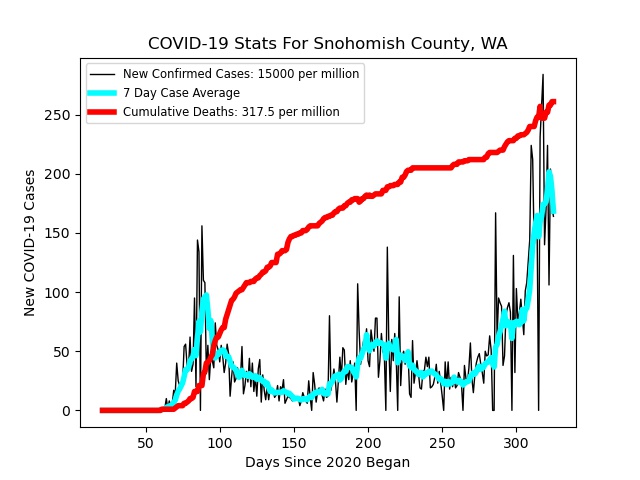 COVID-19 Stats For Snohomish County, WA
New Confirmed Cases: 15000 per million
7 Day Case Average
Cumulative Deaths: 317.5 per million
New COVID-19 Cases
250
200
150
100
50
0
50 100 150 200 250 300
Days Since 2020 Began